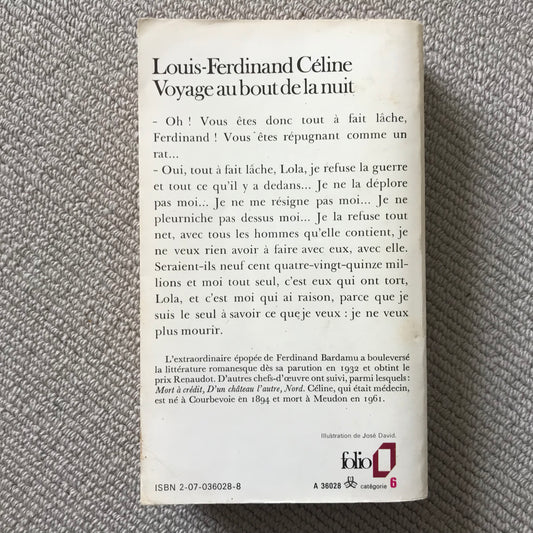 Louis-Ferdinand Céline
Voyage au bout de la nuit
– Oh ! Vous êtes donc tout à fait lâche,
Ferdinand ! Vous êtes répugnant comme un
rat...
– Oui, tout à fait lâche, Lola, je refuse la guerre
et tout ce qu'il y a dedans... Je ne la déplore
pas moi... Je ne me résigne pas moi... Je ne
pleurniche pas dessus moi... Je la refuse tout
net, avec tous les hommes qu'elle contient, je
ne veux rien avoir à faire avec eux, avec elle.
Seraient-ils neuf cent quatre-vingt-quinze mil-
lions et moi tout seul, c'est eux qui ont tort,
Lola, et c'est moi qui ai raison, parce que je
suis le seul à savoir ce que je veux : je ne veux
plus mourir.
L'extraordinaire épopée de Ferdinand Bardamu a bouleversé
la littérature romanesque dès sa parution en 1932 et obtint le
prix Renaudot. D'autres chefs-d'œuvre ont suivi, parmi lesquels :
Mort à crédit, D'un château l'autre, Nord. Céline, qui était médecin,
est né à Courbevoie en 1894 et mort à Meudon en 1961.
Illustration de José David.
folio
ISBN 2-07-036028-8 A 36028 catégorie 6